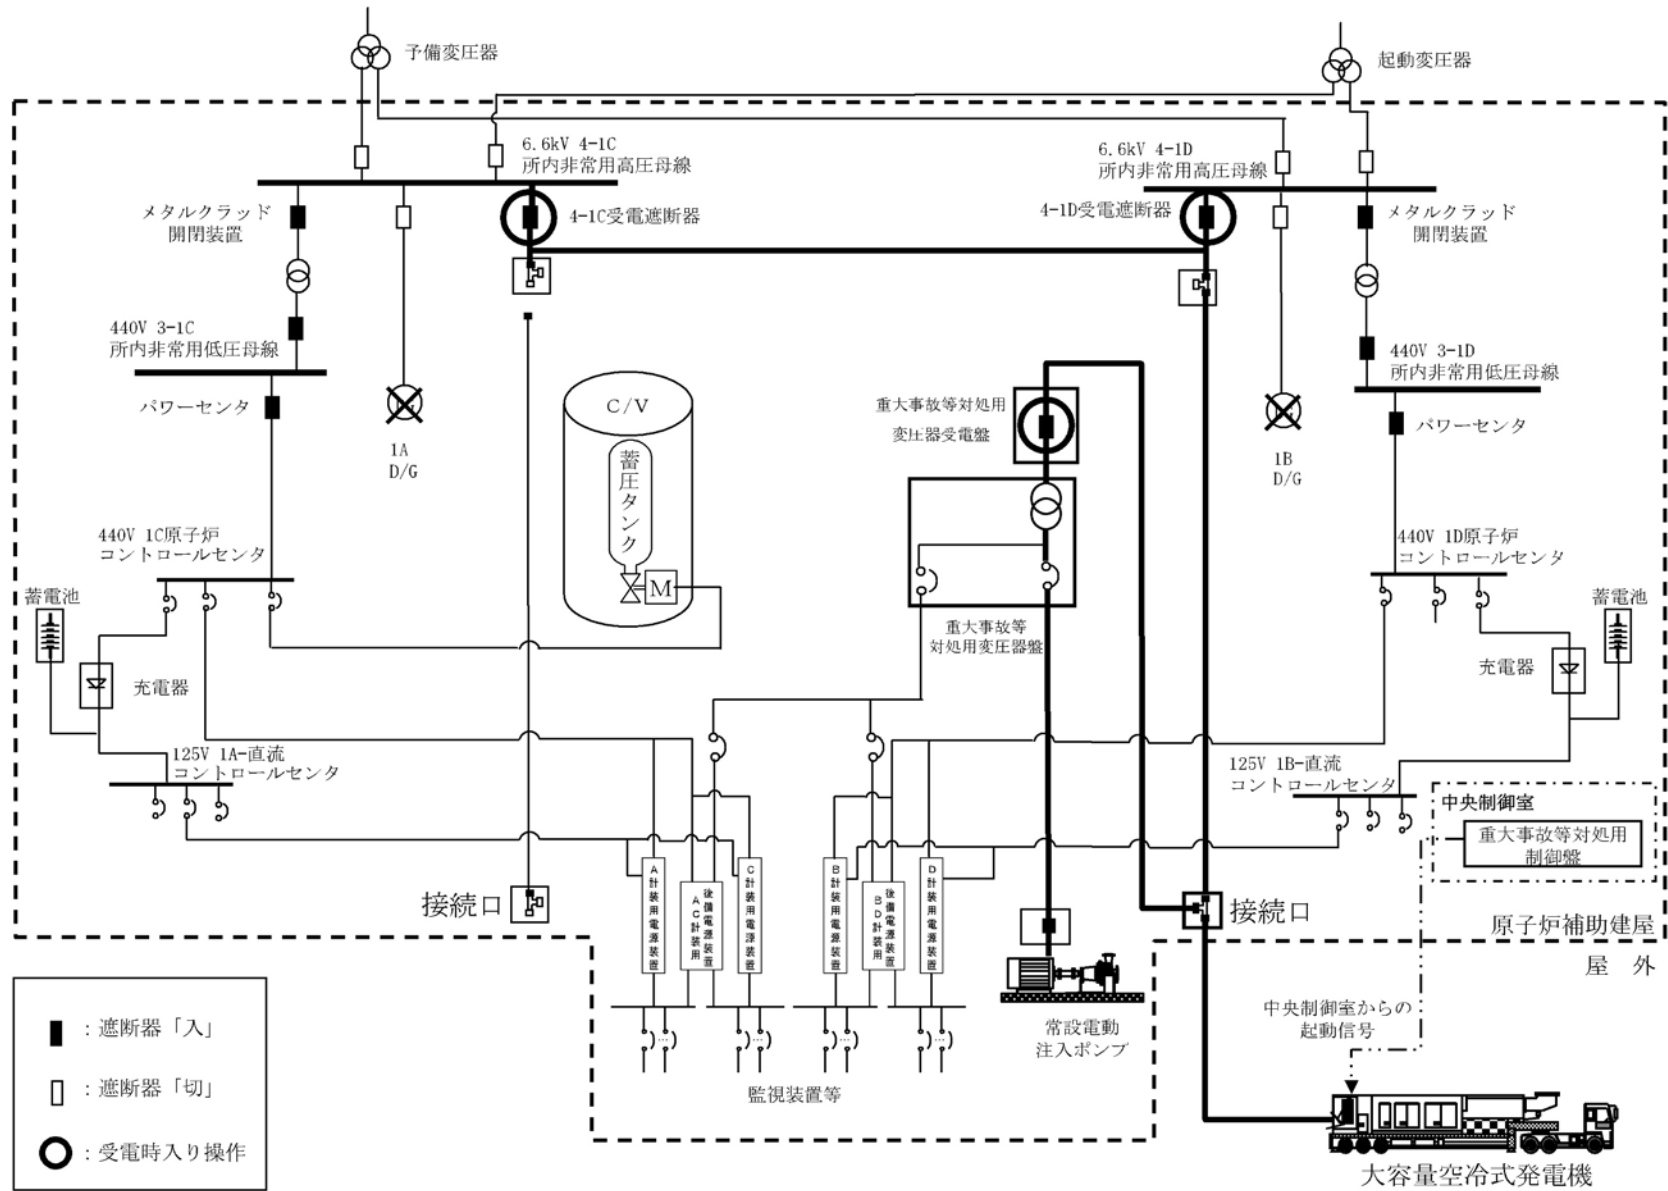 予備変圧器
起動変圧器
6.6kV 4-1C
所内非常用高圧母線
6.6kV 4-1D
所内非常用高圧母線
メタルクラッド
開閉装置
4-1C受電遮断器
4-1D受電遮断器
メタルクラッド
開閉装置
440V 3-1C
所内非常用低圧母線
440V 3-1D
所内非常用低圧母線
パワーセンタ
1A
D/G
C/V
蓄圧タンク
M
重大事故等対処用
変圧器受電盤
1B
D/G
パワーセンタ
440V 1C原子炉
コントロールセンタ
440V 1D原子炉
コントロールセンタ
蓄電池
充電器
重大事故等
対処用変圧器盤
蓄電池
充電器
125V 1A-直流
コントロールセンタ
125V 1B-直流
コントロールセンタ
中央制御室
重大事故等対処用
制御盤
A計装用電源装置
後備電源装置
AC計装用
C計装用電源装置
B計装用電源装置
後備電源装置
BD計装用
D計装用電源装置
接続口
接続口
原子炉補助建屋
屋 外
中央制御室からの
起動信号
常設電動
注入ポンプ
監視装置等
大容量空冷式発電機
：遮断器「入」
：遮断器「切」
：受電時入り操作